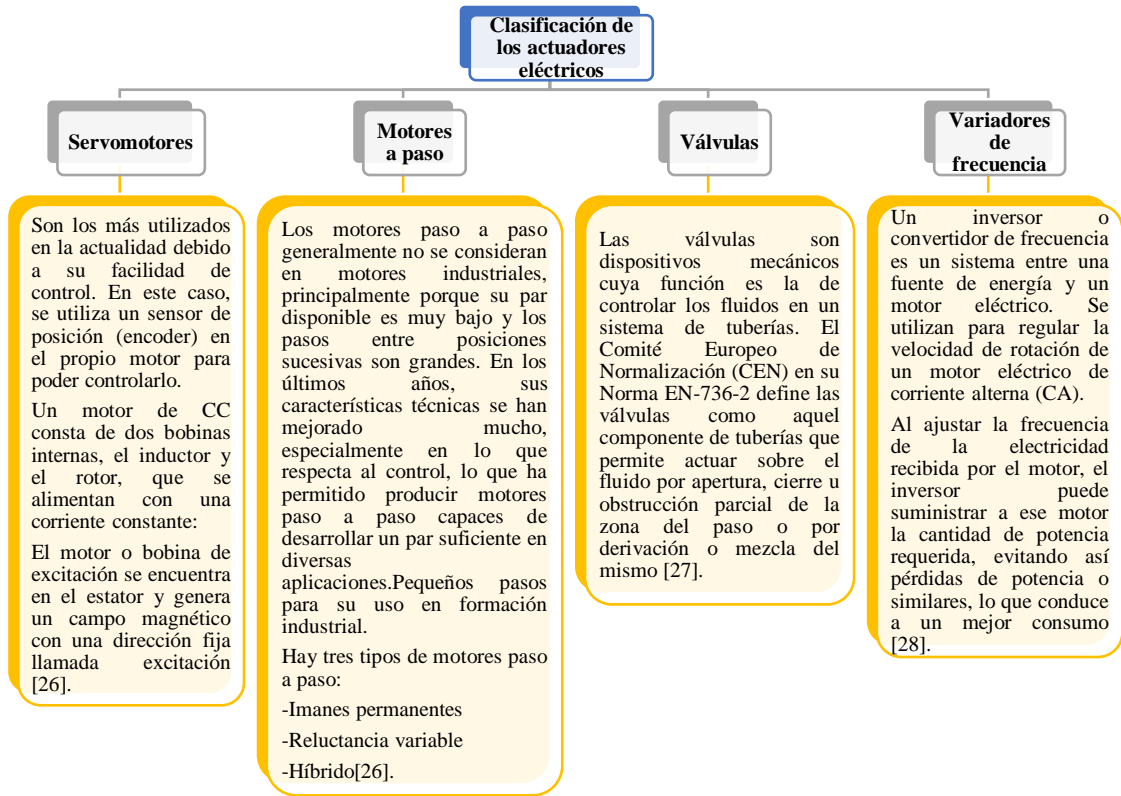 Clasificación de
los actuadores
eléctricos
Servomotores
Motores
a paso
Válvulas
Variadores
de
frecuencia
Son los más utilizados
en la actualidad debido
a su facilidad de
control. En este caso,
se utiliza un sensor de
posición (encoder) en
el propio motor para
poder controlarlo.
Un motor de CC
consta de dos bobinas
internas, el inductor y
el rotor, que se
alimentan con una
corriente constante:
El motor o bobina de
excitación se encuentra
en el estator y genera
un campo magnético
con una dirección fija
llamada excitación
[26].
Los motores paso a paso
generalmente no se consideran
en motores industriales,
principalmente porque su par
disponible es muy bajo y los
pasos entre posiciones
sucesivas son grandes. En los
últimos años, sus
características técnicas se han
mejorado mucho,
especialmente en lo que
respecta al control, lo que ha
permitido producir motores
paso a paso capaces de
desarrollar un par suficiente en
diversas
aplicaciones.Pequeños pasos
para su uso en formación
industrial.
Hay tres tipos de motores paso
a paso:
-Imanes permanentes
-Reluctancia variable
-Híbrido[26].
Las válvulas son
dispositivos mecánicos
cuya función es la de
controlar los fluidos en un
sistema de tuberías. El
Comité Europeo de
Normalización (CEN) en su
Norma EN-736-2 define las
válvulas como aquel
componente de tuberías que
permite actuar sobre el
fluido por apertura, cierre u
obstrucción parcial de la
zona del paso o por
derivación o mezcla del
mismo [27].
Un inversor o
convertidor de frecuencia
es un sistema entre una
fuente de energía y un
motor eléctrico. Se
utilizan para regular la
velocidad de rotación de
un motor eléctrico de
corriente alterna (CA).
Al ajustar la frecuencia
de la electricidad
recibida por el motor, el
inversor puede
suministrar a ese motor
la cantidad de potencia
requerida, evitando así
pérdidas de potencia o
similares, lo que conduce
a un mejor consumo
[28].